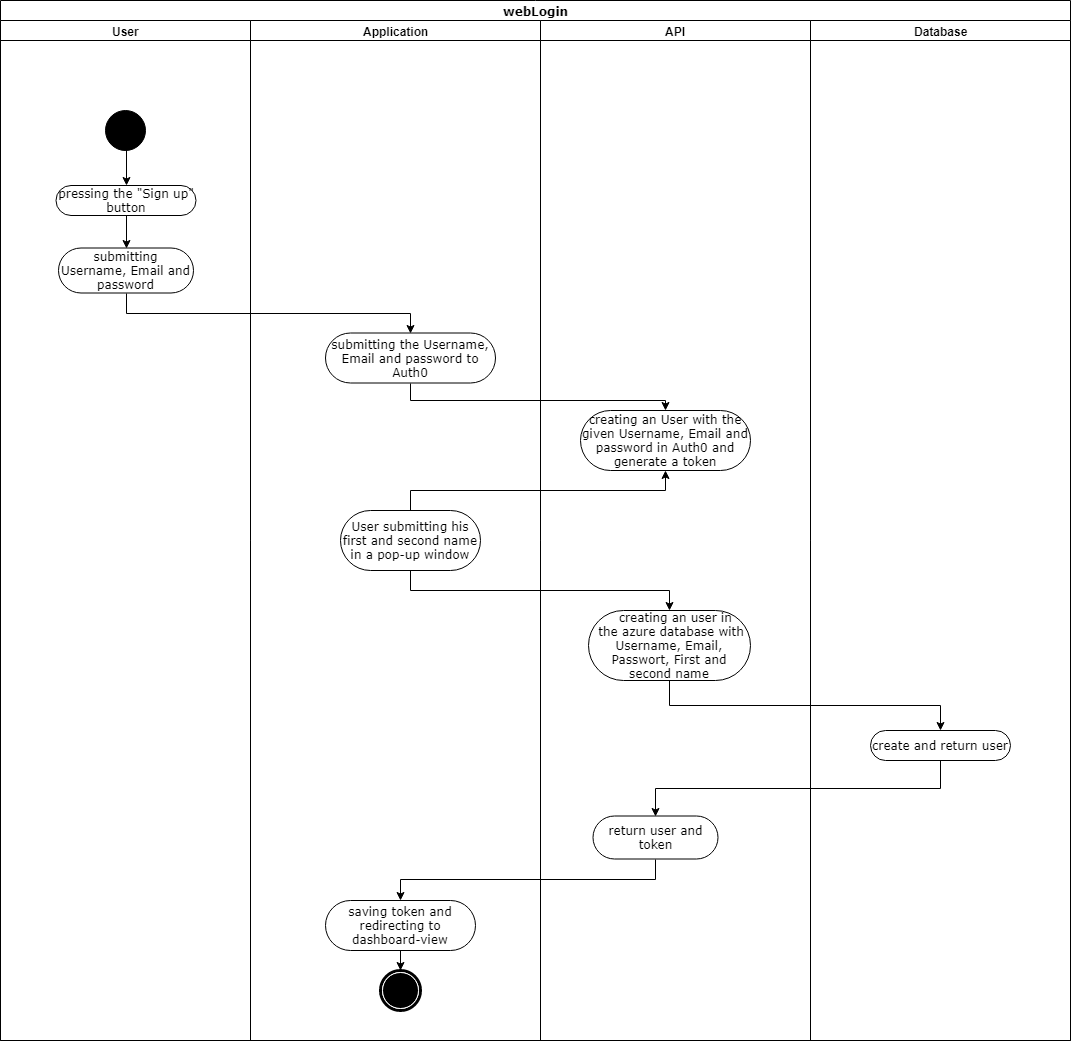 webLogin
User
Application
API
Database
pressing the "Sign up"
button
submitting
Username, Email and
password
submitting the Username,
Email and password to
Auth0
creating an User with the
given Username, Email and
password in Auth0 and
generate a token
User submitting his
first and second name
in a pop-up window
creating an user in
the azure database with
Username, Email,
Passwort, First and
second name
create and return user
return user and
token
saving token and
redirecting to
dashboard-view